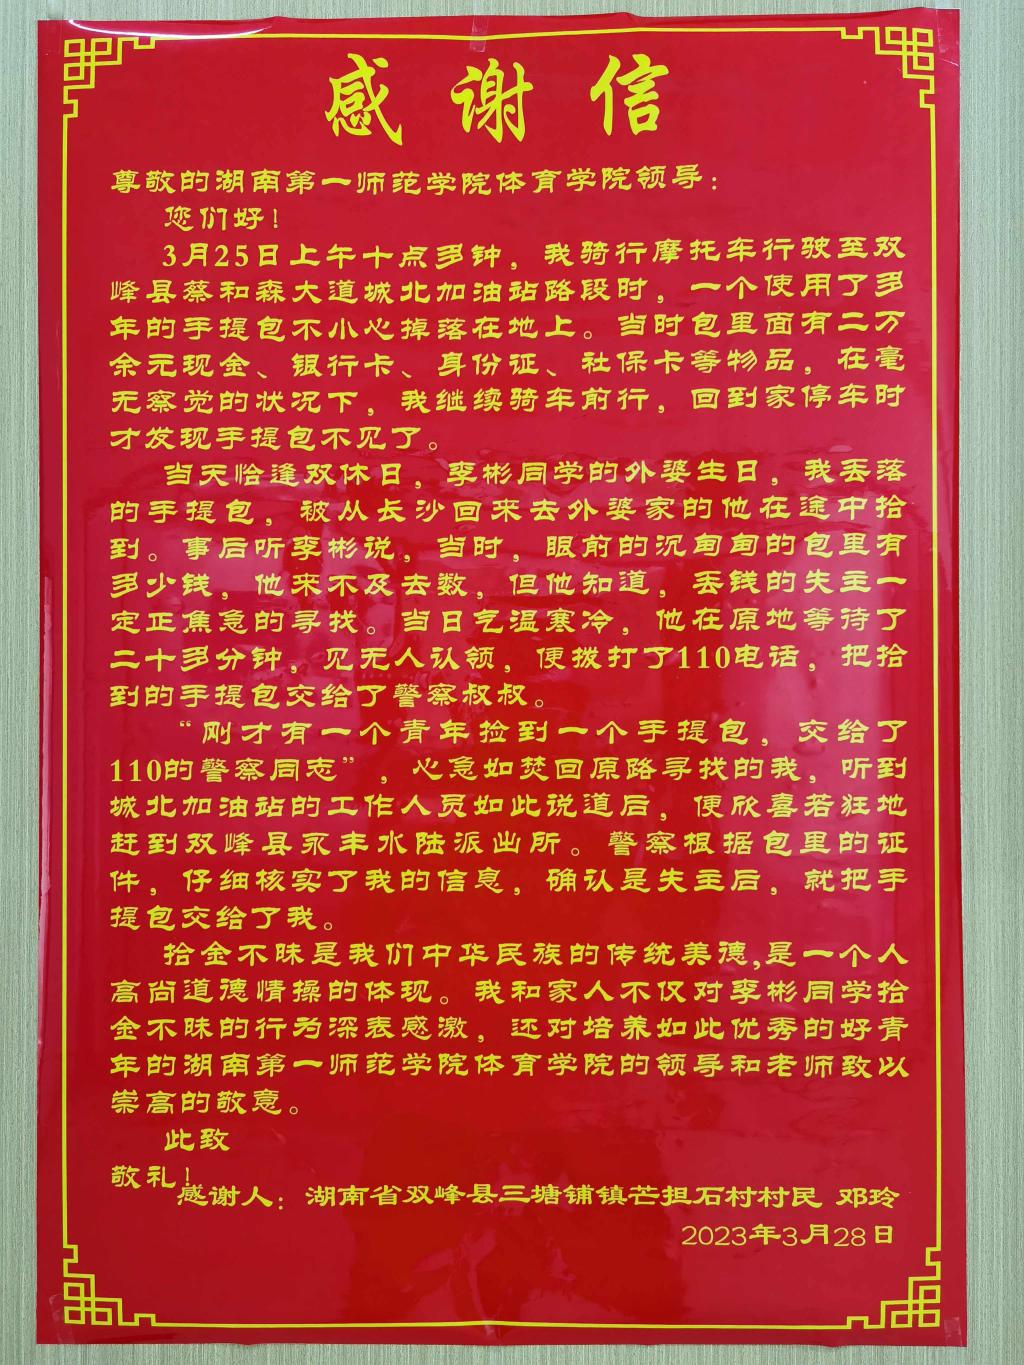 感谢信
尊敬的湖南第一师范学院体育学院领导：
您们好！
3月25日上午十点多钟，我骑行摩托车行驶至双
峰县蔡和森大道城北加油站路段时，一个使用了多
年的手提包不小心掉落在地上。当时包里面有二万
余元现金、银行卡、身份证、社保卡等物品，在毫
无察觉的状况下，我继续骑车前行，回到家停车时
才发现手提包不见了。
当天恰逢双休日，李彬同学的外婆生日，我丢落
的手提包，被从长沙回来去外婆家的他在途中拾
到。事后听李彬说，当时，眼前的沉甸甸的包里有
多少钱，他来不及去数，但他知道，丢钱的失主一
定正焦急的寻找。当日气温寒冷，他在原地等待了
二十多分钟，见无人认领，便拨打了110电话，把拾
到的手提包交给了警察叔叔。
“刚才有一个青年捡到一个手提包，交给了
110的警察同志”，心急如焚回原路寻找的我，听到
城北加油站的工作人员如此说道后，便欣喜若狂地
赶到双峰县永丰水陆派出所。警察根据包里的证
件，仔细核实了我的信息，确认是失主后，就把手
提包交给了我。
拾金不昧是我们中华民族的传统美德,是一个人
高尚道德情操的体现。我和家人不仅对李彬同学拾
金不昧的行为深表感激，还对培养如此优秀的好青
年的湖南第一师范学院体育学院的领导和老师致以
崇高的敬意。
此致
敬礼！
感谢人：湖南省双峰县三塘铺镇芒担石村村民 邓玲
2023年3月28日